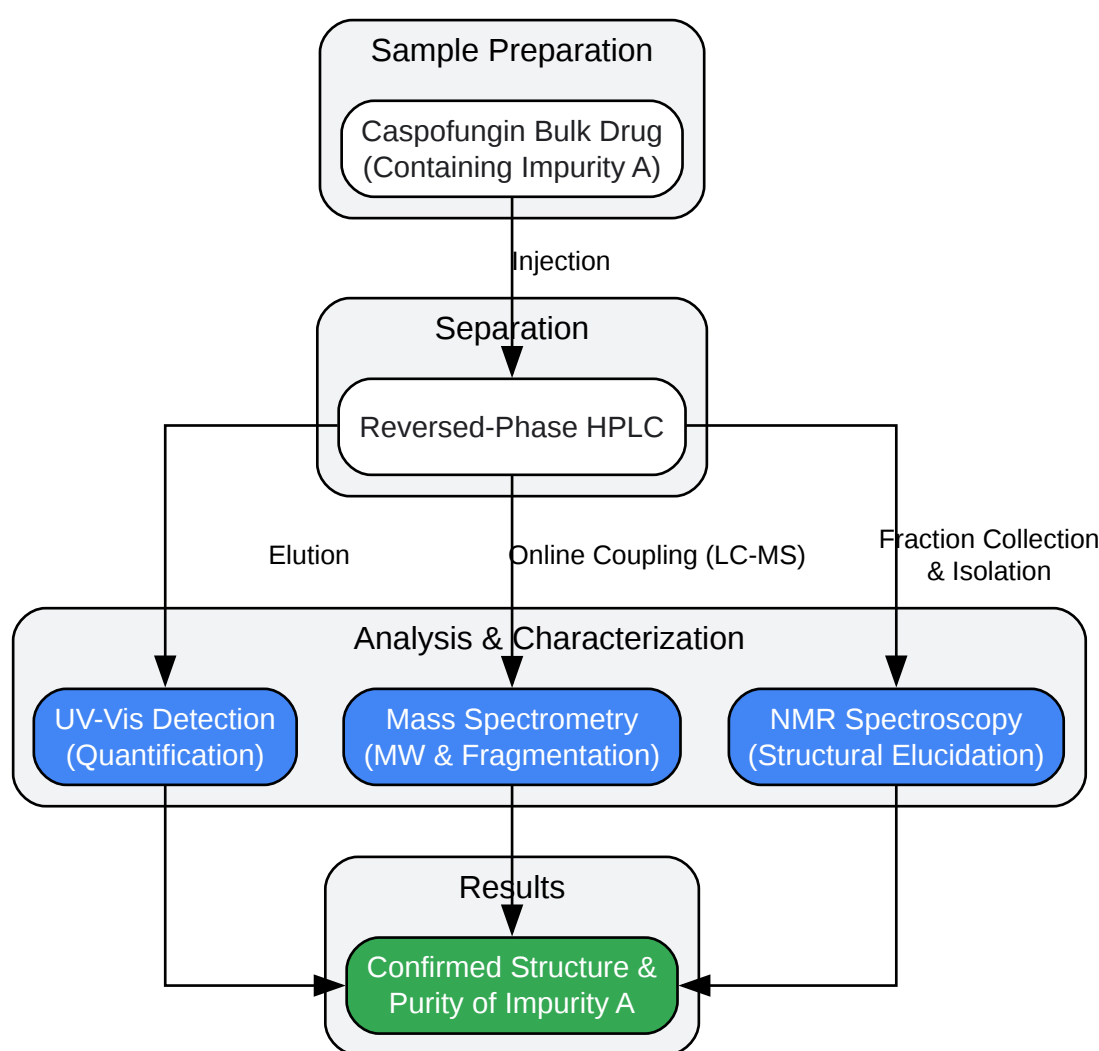 Sample Preparation
Caspofungin Bulk Drug
(Containing Impurity A)
Injection
Separation
Reversed-Phase HPLC
Elution
Online Coupling (LC-MS)
Fraction Collection
& Isolation
Analysis & Characterization
UV-Vis Detection
(Quantification)
Mass Spectrometry
(MW & Fragmentation)
NMR Spectroscopy
(Structural Elucidation)
Results
Confirmed Structure &
Purity of Impurity A